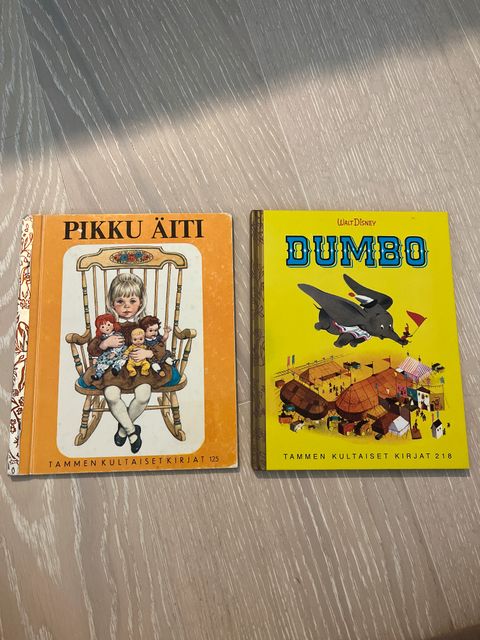 PIKKU ÄITI
TAMMEN KULTAISET KIRJAT 125
WALT DISNEY
DUMBO
TAMMEN KULTAISET KIRJAT 218